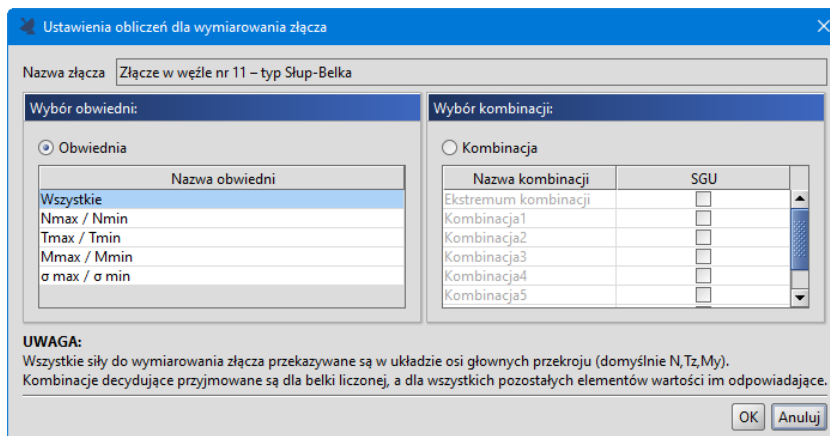 Ustawienia obliczeń dla wymiarowania złącza
Nazwa złącza Złącze w węźle nr 11 – typ Słup-Belka
Wybór obwiedni:
Obwiednia
Nazwa obwiedni
Wszystkie
Nmax / Nmin
Tmax / Tmin
Mmax / Mmin
σ max / σ min
Wybór kombinacji:
Kombinacja
Nazwa kombinacji SGU
Ekstremum kombinacji
Kombinacja1
Kombinacja2
Kombinacja3
Kombinacja4
Kombinacja5
UWAGA:
Wszystkie siły do wymiarowania złącza przekazywane są w układzie osi głownych przekroju (domyślnie N,Tz,My).
Kombinacje decydujące przyjmowane są dla belki liczonej, a dla wszystkich pozostałych elementów wartości im odpowiadające.
OK Anuluj